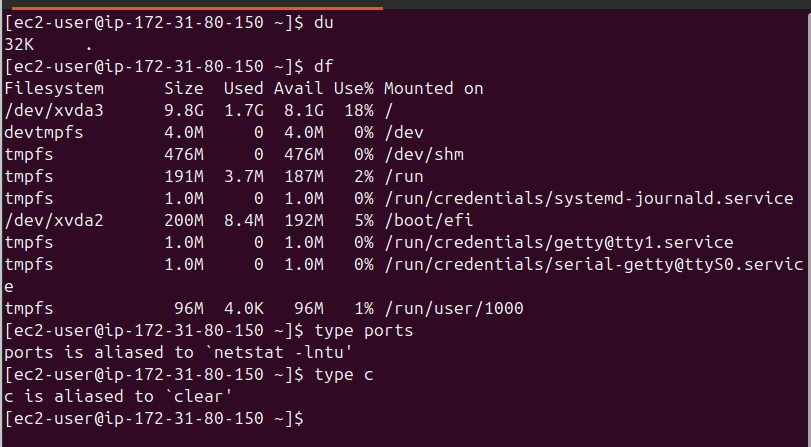 [ec2-user@ip-172-31-80-150 ~]$ du
32K     .
[ec2-user@ip-172-31-80-150 ~]$ df
Filesystem      Size  Used Avail Use% Mounted on
/dev/xvda3      9.8G  1.7G  8.1G  18% /
devtmpfs        4.0M     0  4.0M   0% /dev
tmpfs           476M     0  476M   0% /dev/shm
tmpfs           191M  3.7M  187M   2% /run
tmpfs           1.0M     0  1.0M   0% /run/credentials/systemd-journald.service
/dev/xvda2      200M  8.4M  192M   5% /boot/efi
tmpfs           1.0M     0  1.0M   0% /run/credentials/getty@tty1.service
tmpfs           1.0M     0  1.0M   0% /run/credentials/serial-getty@ttyS0.servic
e
tmpfs            96M  4.0K   96M   1% /run/user/1000
[ec2-user@ip-172-31-80-150 ~]$ type ports
ports is aliased to `netstat -lntu'
[ec2-user@ip-172-31-80-150 ~]$ type c
c is aliased to `clear'
[ec2-user@ip-172-31-80-150 ~]$